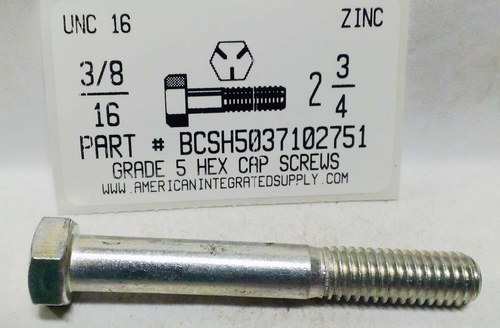 UNC 16 ZINC
3/8
16
2 3/4
PART # BCSH5037102751
GRADE 5 HEX CAP SCREWS
WWW.AMERICANINTEGRATEDSUPPLY.COM